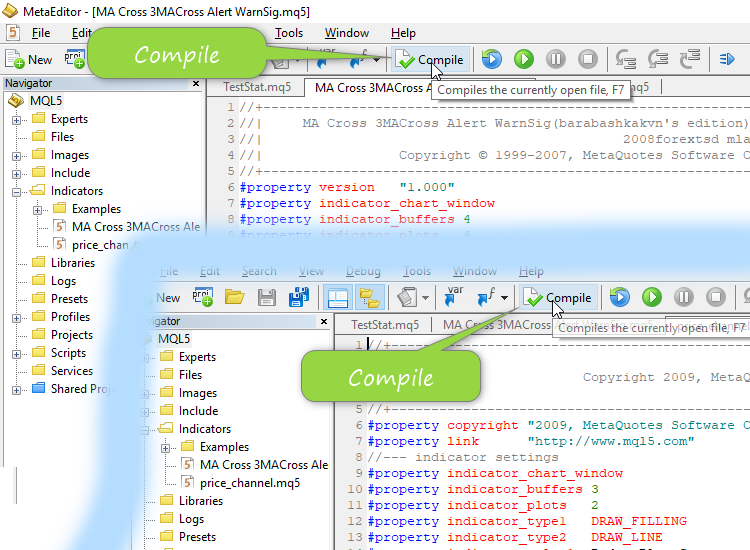 MetaEditor - [MA Cross 3MACross Alert WarnSig.mq5]
File Tools Window Help
Compile
New Compile
Compiles the currently open file, F7
Navigator
TestStat.mq5 MA Cross 3MACross
MQL5
Experts
Files
Images
Include
Indicators
Examples
MA Cross 3MACross Ale
Libraries
Logs
Presets
Profiles
Projects
Scripts
Services
Shared
1 //+----------------------------------------------
2 //| MA Cross 3MACross Alert WarnSig(barabashkakvn's edition)
3 //| 2008forextsd mla
4 //| Copyright © 1999-2007, MetaQuotes Software C
5 //+----------------------------------------------
6 #property version "1.000"
7 #property indicator_chart_window
8 #property indicator_buffers 4
9 #property indicator_plots 4
File Edit Search View Debug Tools Window Help
New var f Compile
Compiles the currently open file, F7
TestStat.mq5 MA Cross 3MACross
MQL5
Experts
Files
Images
Include
Indicators
Examples
MA Cross 3MACross Ale
price_channel.mq5
Libraries
Logs
Presets
Compile
1 //+----------------------------------------------
Copyright 2009, MetaQ
5 //+----------------------------------------------
6 #property copyright "2009, MetaQuotes Software C
7 #property link "http://www.mql5.com"
8 //--- indicator settings
9 #property indicator_chart_window
10 #property indicator_buffers 3
11 #property indicator_plots 2
12 #property indicator_type1 DRAW_FILLING
13 #property indicator_type2 DRAW_LINE